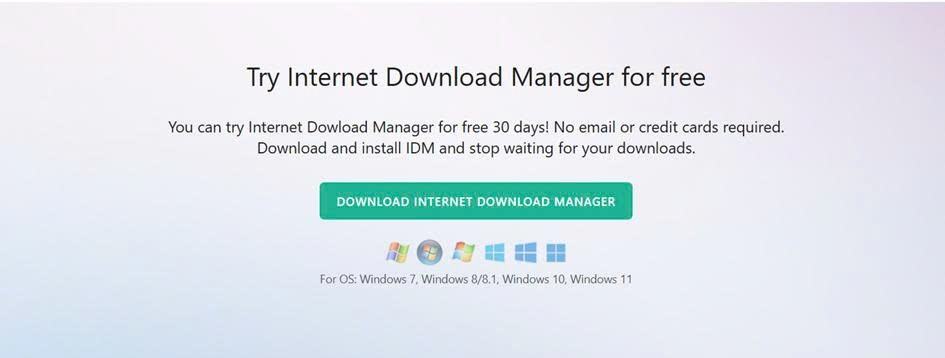 Try Internet Download Manager for free
You can try Internet Dowload Manager for free 30 days! No email or credit cards required.
Download and install IDM and stop waiting for your downloads.
DOWNLOAD INTERNET DOWNLOAD MANAGER
For OS: Windows 7, Windows 8/8.1, Windows 10, Windows 11